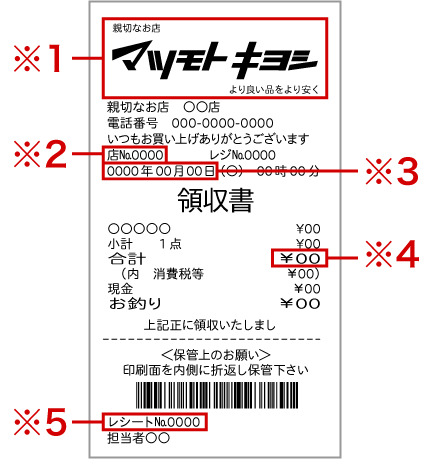 ※1
親切なお店
マツモトキヨシ
より良い品をより安く
親切なお店 〇〇店
電話番号 000-0000-0000
いつもお買い上げありがとうございます
※2
店№0000 レジ№0000
0000年00月00日(〇) 00時00分
※3
領収書
〇〇〇〇〇 ¥00
小計 1点 ¥00
合計 ¥00
※4
(内 消費税等 ¥00)
現金 ¥00
お釣り ¥00
上記正に領収いたしまし
<保管上のお願い>
印刷面を内側に折返し保管下さい
※5
レシート№0000
担当者〇〇